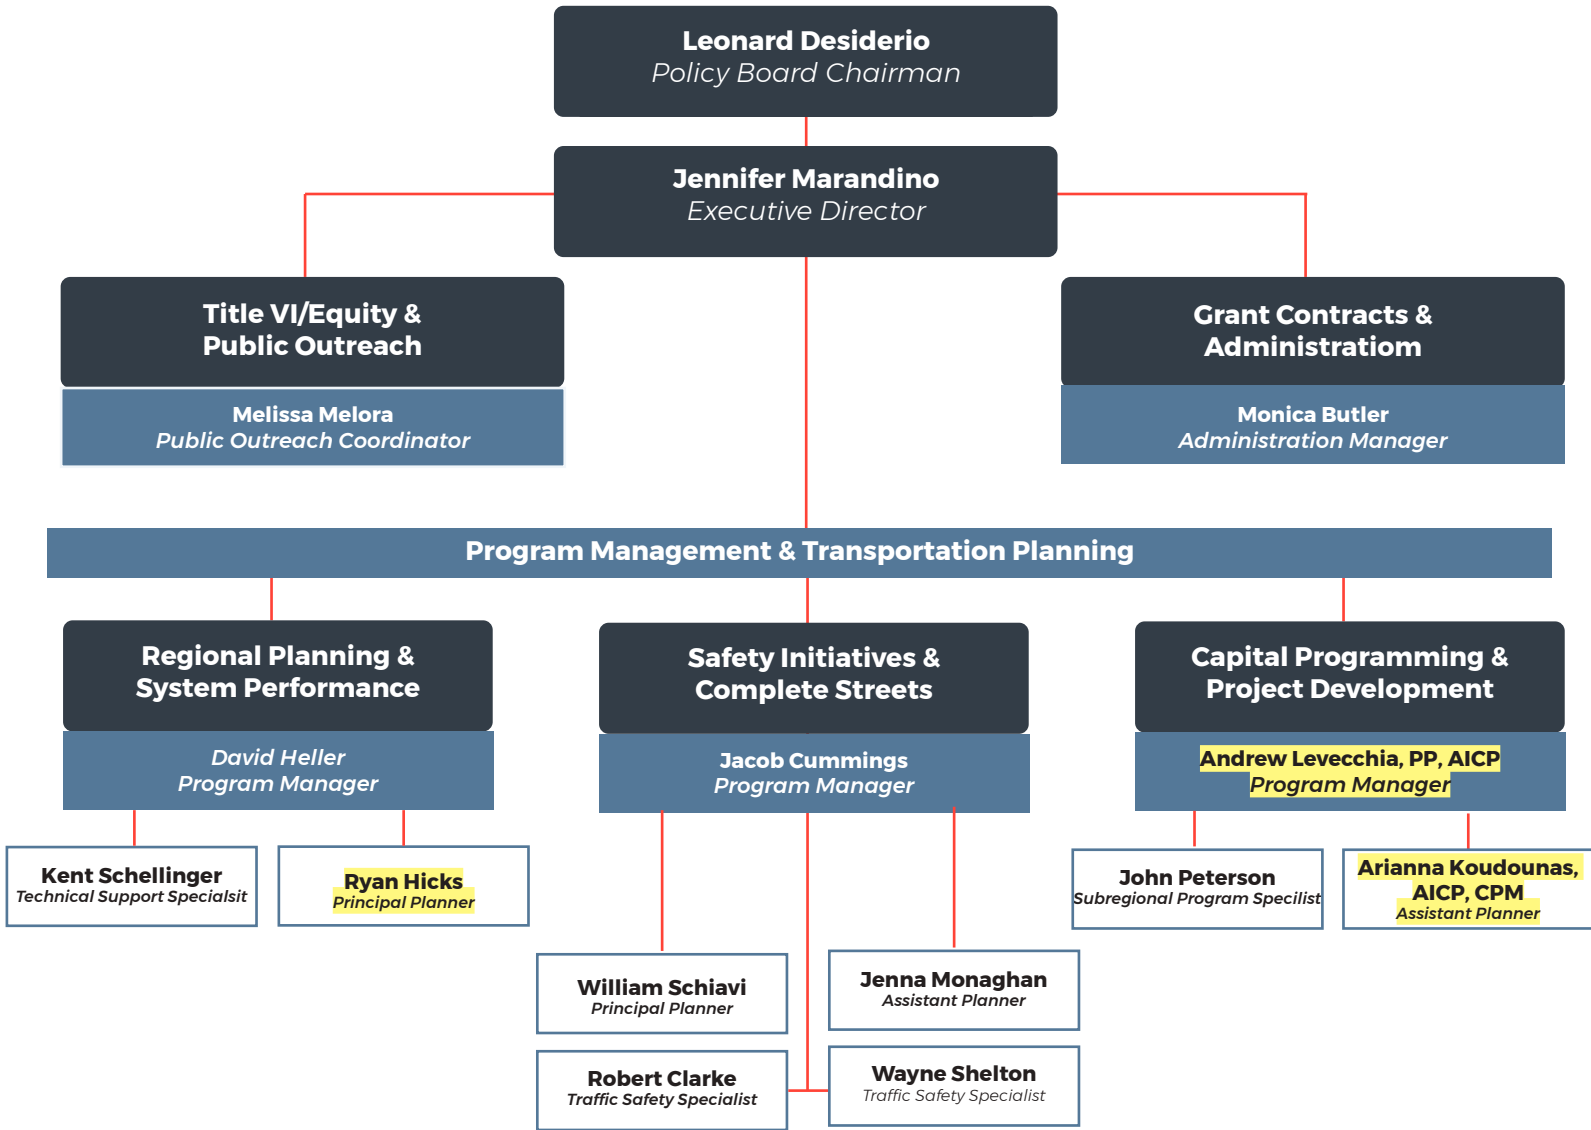 Leonard Desiderio
Policy Board Chairman
Jennifer Marandino
Executive Director
Title VI/Equity &
Public Outreach
Melissa Melora
Public Outreach Coordinator
Grant Contracts &
Administratiom
Monica Butler
Administration Manager
Program Management & Transportation Planning
Regional Planning &
System Performance
David Heller
Program Manager
Kent Schellinger
Technical Support Specialsit
Ryan Hicks
Principal Planner
Safety Initiatives &
Complete Streets
Jacob Cummings
Program Manager
William Schiavi
Principal Planner
Jenna Monaghan
Assistant Planner
Robert Clarke
Traffic Safety Specialist
Wayne Shelton
Traffic Safety Specialist
Capital Programming &
Project Development
Andrew Levecchia, PP, AICP
Program Manager
John Peterson
Subregional Program Specilist
Arianna Koudounas,
AICP, CPM
Assistant Planner